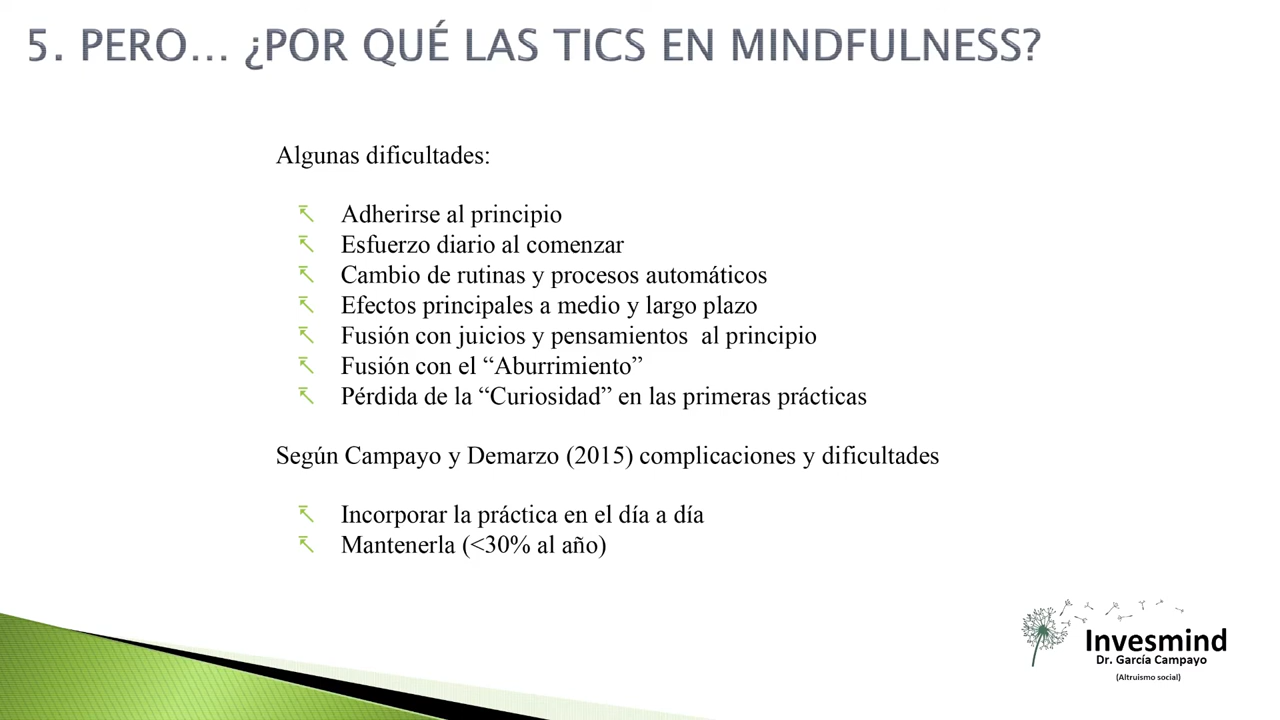 5. PERO... ¿POR QUÉ LAS TICS EN MINDFULNESS?
Algunas dificultades:
Adherirse al principio
Esfuerzo diario al comenzar
Cambio de rutinas y procesos automáticos
Efectos principales a medio y largo plazo
Fusión con juicios y pensamientos al principio
Fusión con el “Aburrimiento”
Pérdida de la “Curiosidad” en las primeras prácticas
Según Campayo y Demarzo (2015) complicaciones y dificultades
Incorporar la práctica en el día a día
Mantenerla (<30% al año)
Invesmind
Dr. García Campayo
(Altruismo social)